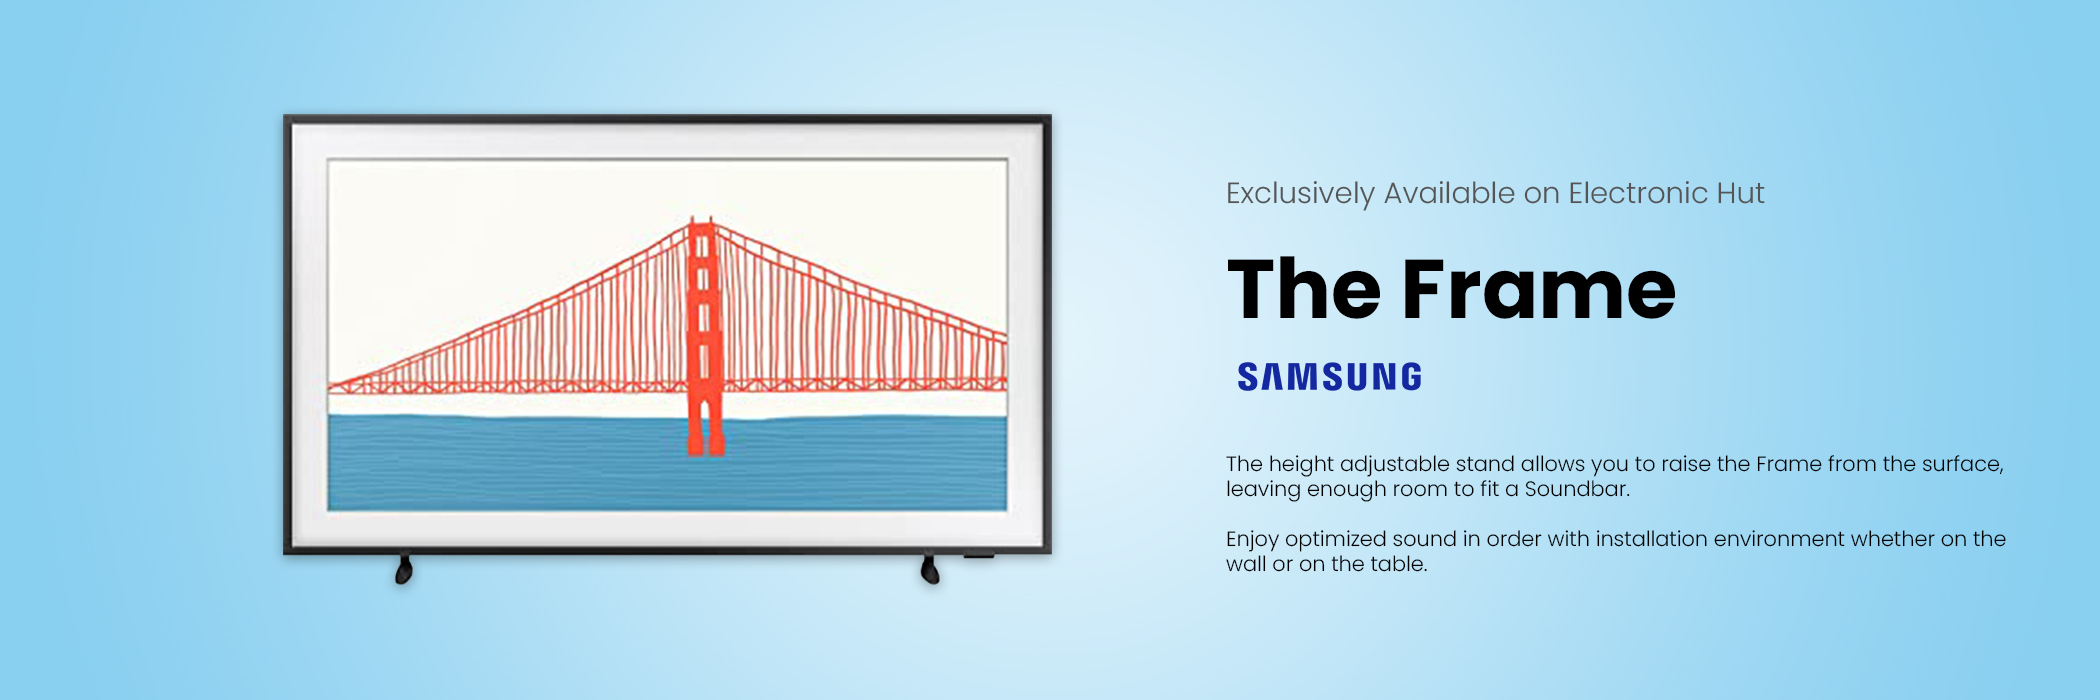 Exclusively Available on Electronic Hut
The Frame
SAMSUNG
The height adjustable stand allows you to raise the Frame from the surface,
leaving enough room to fit a Soundbar.
Enjoy optimized sound in order with installation environment whether on the
wall or on the table.